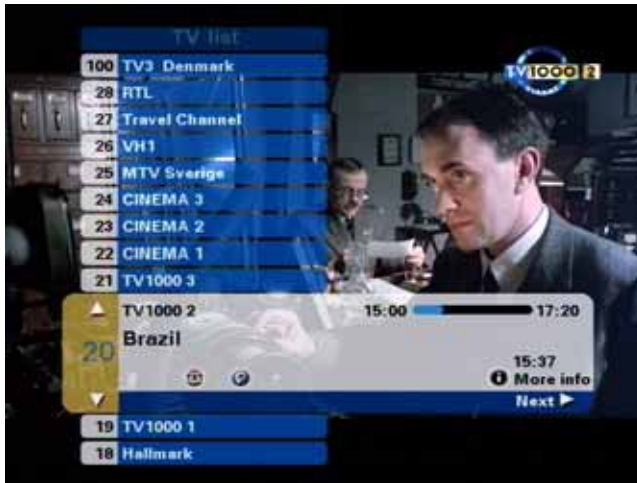 TV list
TV1000 2
100 TV3 Denmark
28 RTL
27 Travel Channel
26 VH1
25 MTV Sverige
24 CINEMA 3
23 CINEMA 2
22 CINEMA 1
21 TV1000 3
TV1000 2 15:00 17:20
20 Brazil
15:37
i More info
Next
19 TV1000 1
18 Hallmark